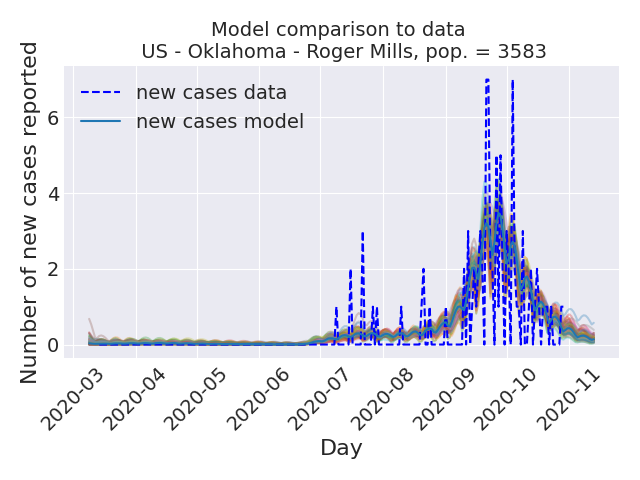 Model comparison to data
US - Oklahoma - Roger Mills, pop. = 3583
new cases data
new cases model
Number of new cases reported
6
4
2
0
2020-03
2020-04
2020-05
2020-06
2020-07
2020-08
2020-09
2020-10
2020-11
Day